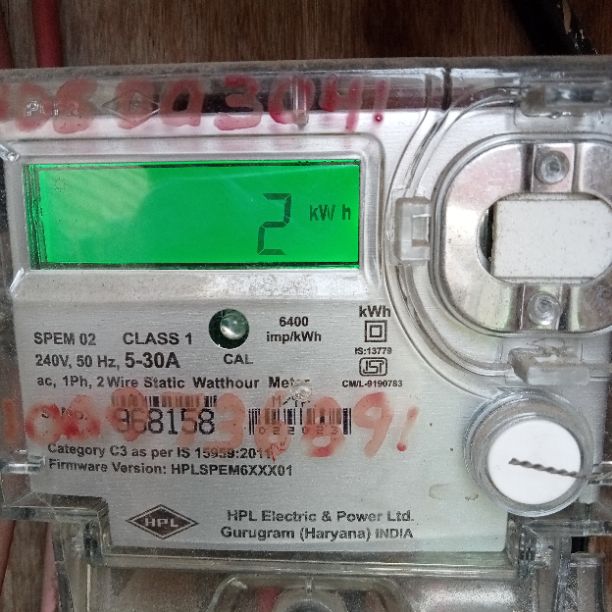 2 kW h
SPEM 02 CLASS 1
6400
imp/kWh
kWh
240V, 50 Hz, 5-30A
CAL
IS:13779
ISI
CM/L-9190783
ac, 1Ph, 2 Wire Static Watthour Meter
968158
Category C3 as per IS 15959:2011
Firmware Version: HPLSPEM6XXX01
HPL
HPL Electric & Power Ltd.
Gurugram (Haryana) INDIA